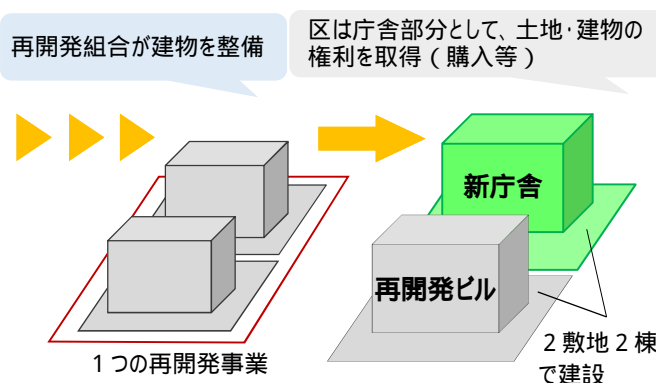 再開発組合が建物を整備
区は庁舎部分として、土地・建物の
権利を取得（購入等）
新庁舎
再開発ビル
１つの再開発事業
２敷地２棟
で建設